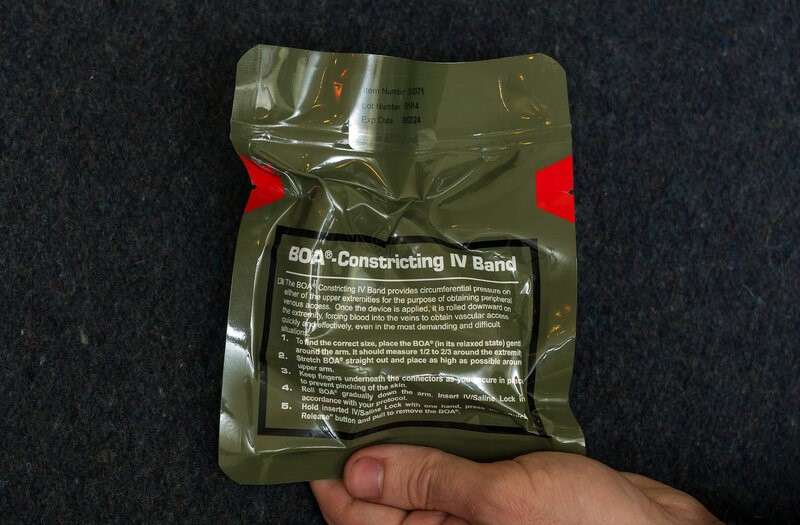 Item Number 30071
Lot Number
Exp Date /2024
BOA®-Constricting IV Band
The BOA® Constricting IV Band provides circumferential pressure on
either of the upper extremities for the purpose of obtaining peripheral
venous access. Once the device is applied, it is rolled downward on
the extremity, forcing blood into the veins to obtain vascular access
quickly and effectively, even in the most demanding and difficult
situations
1. To find the correct size, place the BOA® (in its relaxed state) gent
around the arm. It should measure 1/2 to 2/3 around the extremit
2. Stretch BOA® straight out and place as high as possible aroun
upper arm.
3. Keep fingers underneath the connectors as you secure in plac
to prevent pinching of the skin.
4. Roll BOA® gradually down the arm. Insert IV/Saline Lock in
accordance with your protocol.
5. Hold inserted IV/Saline Lock with one hand, press
Release" button and pull to remove the BOA®.